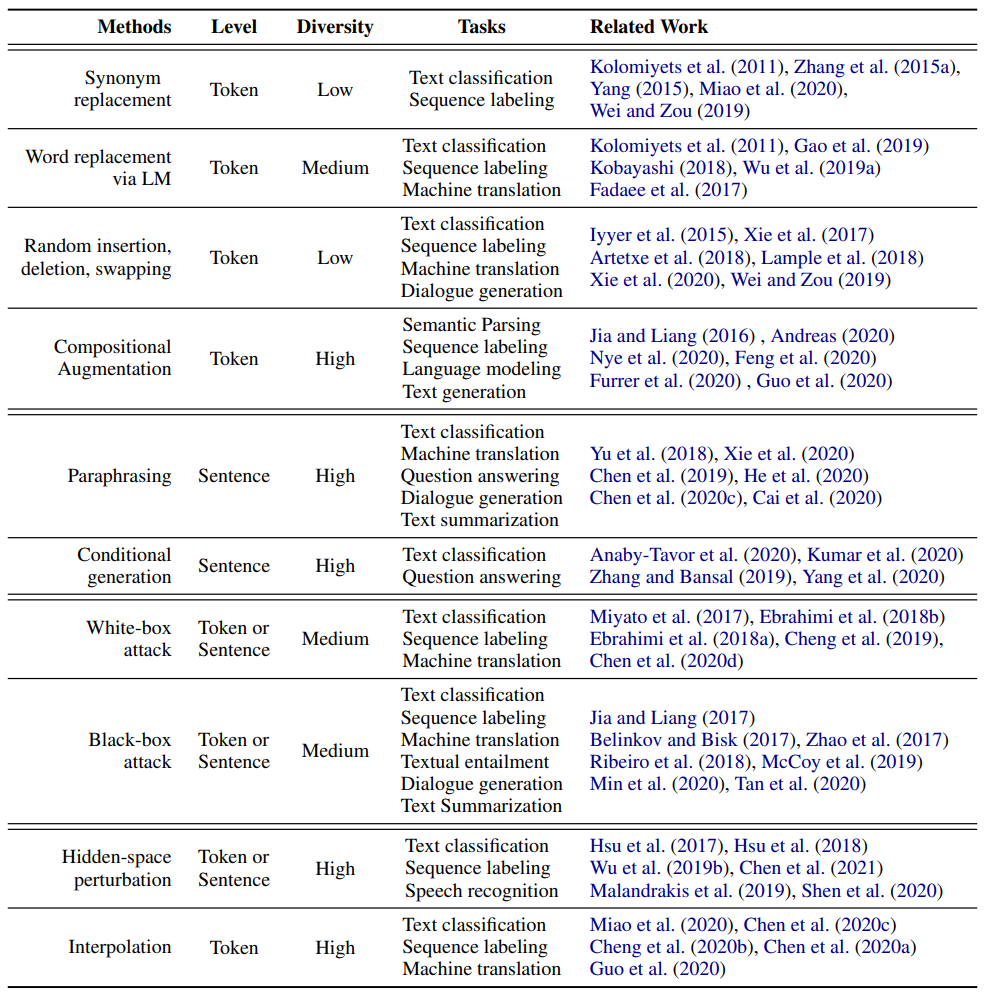 Methods Level Diversity Tasks Related Work
Synonym replacement Token Low Text classification Sequence labeling Kolomiyets et al. (2011), Zhang et al. (2015a), Yang (2015), Miao et al. (2020), Wei and Zou (2019)
Word replacement via LM Token Medium Text classification Sequence labeling Machine translation Kolomiyets et al. (2011), Gao et al. (2019) Kobayashi (2018), Wu et al. (2019a) Fadaee et al. (2017)
Random insertion, deletion, swapping Token Low Text classification Sequence labeling Machine translation Dialogue generation Iyyer et al. (2015), Xie et al. (2017) Artetxe et al. (2018), Lample et al. (2018) Xie et al. (2020), Wei and Zou (2019)
Compositional Augmentation Token High Semantic Parsing Sequence labeling Language modeling Text generation Jia and Liang (2016) , Andreas (2020) Nye et al. (2020), Feng et al. (2020) Furrer et al. (2020) , Guo et al. (2020)
Paraphrasing Sentence High Text classification Machine translation Question answering Dialogue generation Text summarization Yu et al. (2018), Xie et al. (2020) Chen et al. (2019), He et al. (2020) Chen et al. (2020c), Cai et al. (2020)
Conditional generation Sentence High Text classification Question answering Anaby-Tavor et al. (2020), Kumar et al. (2020) Zhang and Bansal (2019), Yang et al. (2020)
White-box attack Token or Sentence Medium Text classification Sequence labeling Machine translation Miyato et al. (2017), Ebrahimi et al. (2018b) Ebrahimi et al. (2018a), Cheng et al. (2019), Chen et al. (2020d)
Black-box attack Token or Sentence Medium Text classification Sequence labeling Machine translation Textual entailment Dialogue generation Text Summarization Jia and Liang (2017) Belinkov and Bisk (2017), Zhao et al. (2017) Ribeiro et al. (2018), McCoy et al. (2019) Min et al. (2020), Tan et al. (2020)
Hidden-space perturbation Token or Sentence High Text classification Sequence labeling Speech recognition Hsu et al. (2017), Hsu et al. (2018) Wu et al. (2019b), Chen et al. (2021) Malandrakis et al. (2019), Shen et al. (2020)
Interpolation Token High Text classification Sequence labeling Machine translation Miao et al. (2020), Chen et al. (2020c) Cheng et al. (2020b), Chen et al. (2020a) Guo et al. (2020)